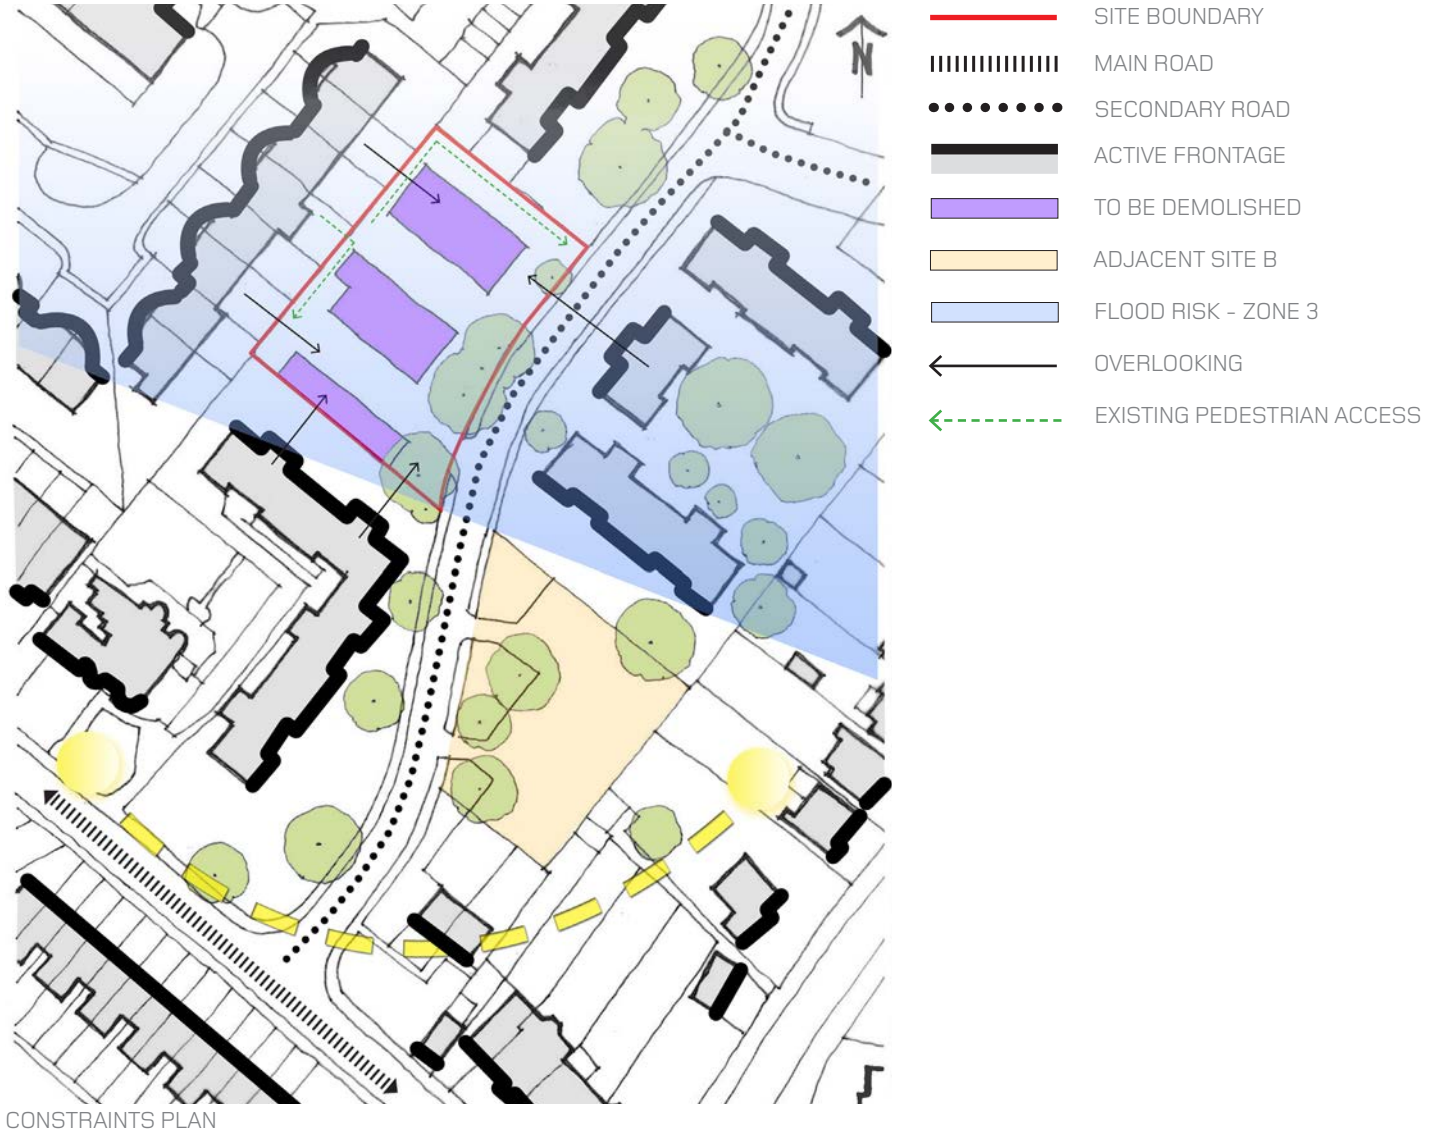 N
SITE BOUNDARY
MAIN ROAD
SECONDARY ROAD
ACTIVE FRONTAGE
TO BE DEMOLISHED
ADJACENT SITE B
FLOOD RISK - ZONE 3
OVERLOOKING
EXISTING PEDESTRIAN ACCESS
CONSTRAINTS PLAN